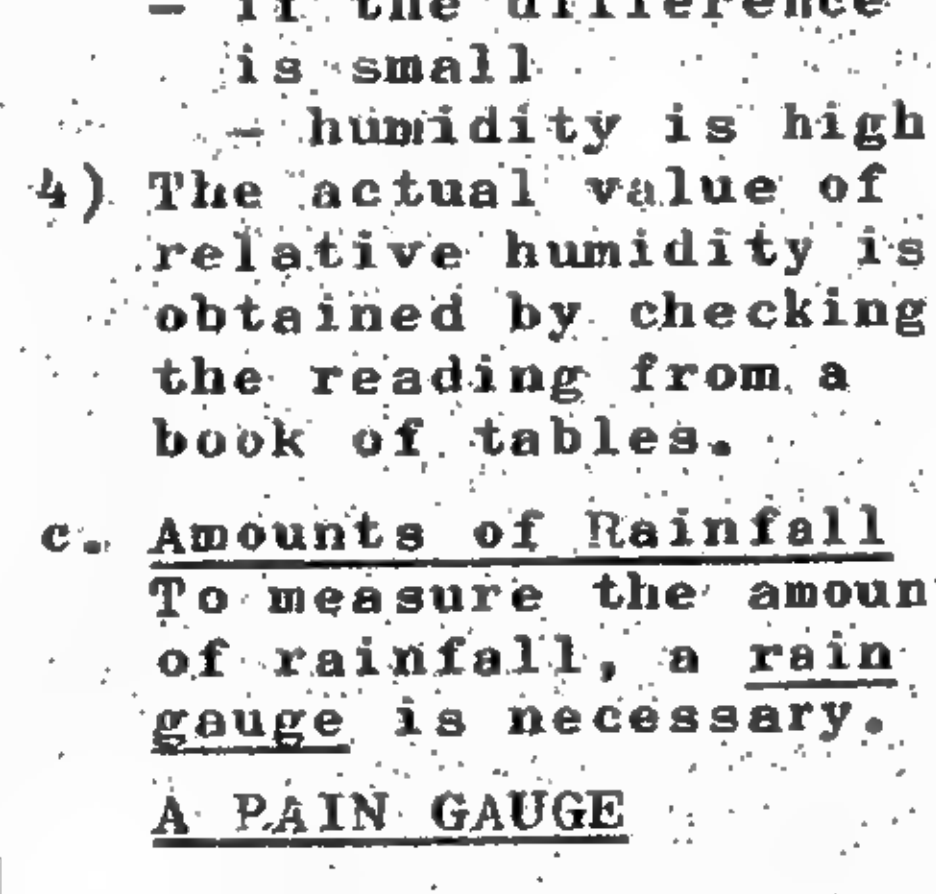 - if the difference
is small
- humidity is high
4) The actual value of
relative humidity is
obtained by checking
the reading from a
book of tables.
c. Amounts of Rainfall
To measure the amoun
of rainfall, a rain
gauge is necessary.
A PAIN GAUGE